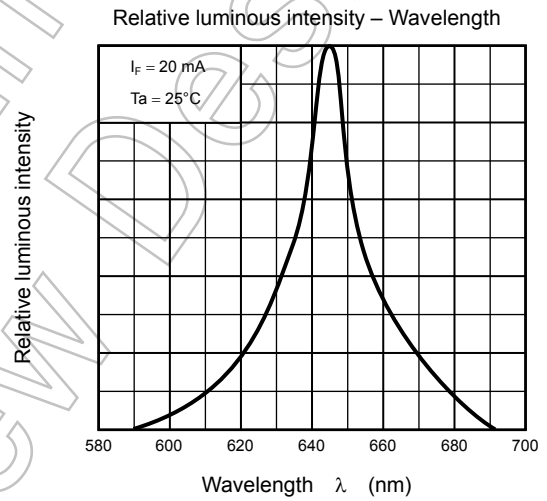 Relative luminous intensity – Wavelength
I_F = 20 mA
Ta = 25°C
Relative luminous intensity
580 600 620 640 660 680 700
Wavelength λ (nm)